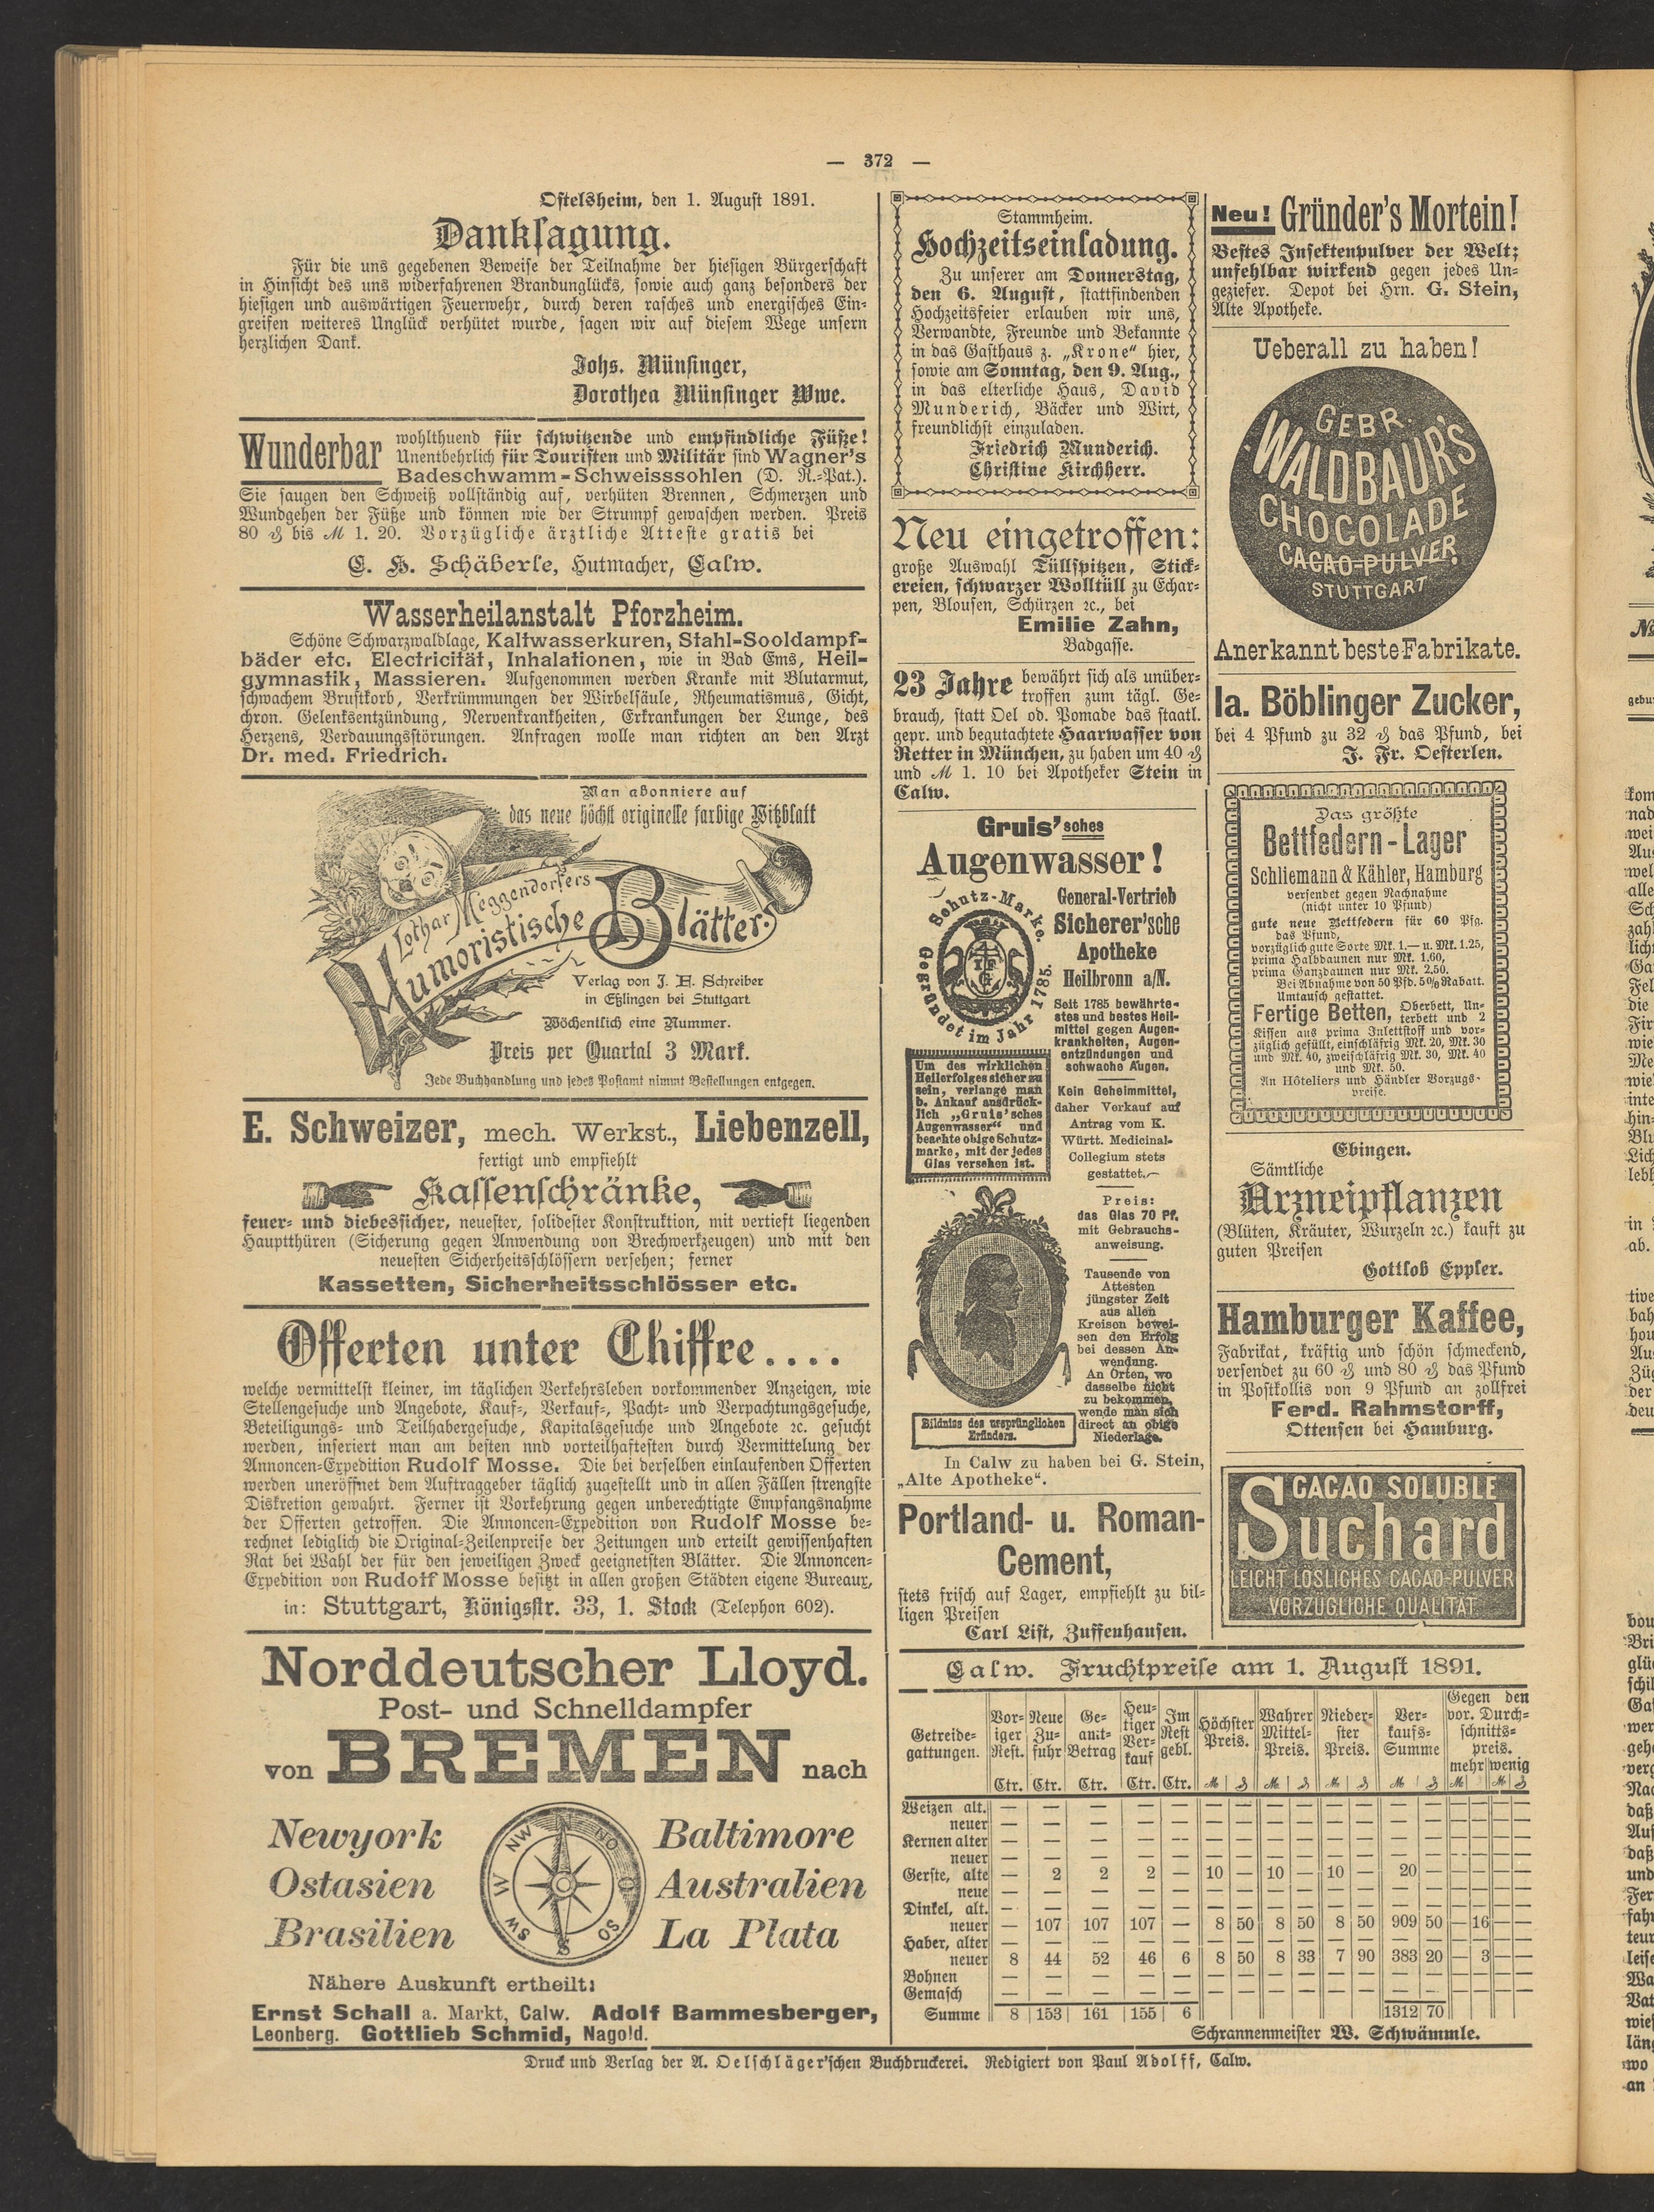 — 372 —
Ostelsheim, den 1. August 1891.
Danksagung.
Für die uns gegebenen Beweise der Teilnahme der hiesigen Bürgerschaft
in Hinsicht des uns widerfahrenen Brandunglücks, sowie auch ganz besonders der
hiesigen und auswärtigen Feuerwehr, durch deren rasches und energisches Ein-
greifen weiteres Unglück verhütet wurde, sagen wir auf diesem Wege unsern
herzlichen Dank.
Johs. Münsinger,
Dorothea Münsinger Wwe.
Wunderbar wohlthuend für schwitzende und empfindliche Füße!
Unentbehrlich für Touristen und Militär sind Wagner's
Badeschwamm-Schweisssohlen (D. R.-Pat.).
Sie saugen den Schweiß vollständig auf, verhüten Brennen, Schmerzen und
Wundgehen der Füße und können wie der Strumpf gewaschen werden. Preis
80 ₰ bis ℳ 1. 20. Vorzügliche ärztliche Atteste gratis bei
C. H. Schäberle, Hutmacher, Calw.
Wasserheilanstalt Pforzheim.
Schöne Schwarzwaldlage, Kaltwasserkuren, Stahl-Sooldampf-
bäder etc. Electricität, Inhalationen, wie in Bad Ems, Heil-
gymnastik, Massieren. Aufgenommen werden Kranke mit Blutarmut,
schwachem Brustkorb, Verkrümmungen der Wirbelsäule, Rheumatismus, Gicht,
chron. Gelenksentzündung, Nervenkrankheiten, Erkrankungen der Lunge, des
Herzens, Verdauungsstörungen. Anfragen wolle man richten an den Arzt
Dr. med. Friedrich.
Man abonniere auf
das neue höchst originelle farbige Witzblatt
Lothar Meggendorfers
Humoristische Blätter.
Verlag von J. F. Schreiber
in Eßlingen bei Stuttgart
Wöchentlich eine Nummer.
Preis per Quartal 3 Mark.
Jede Buchhandlung und jedes Postamt nimmt Bestellungen entgegen.
E. Schweizer, mech. Werkst., Liebenzell,
fertigt und empfiehlt
Kassenschränke,
feuer- und diebessicher, neuester, solidester Konstruktion, mit vertieft liegenden
Hauptthüren (Sicherung gegen Anwendung von Brechwerkzeugen) und mit den
neuesten Sicherheitsschlössern versehen; ferner
Kassetten, Sicherheitsschlösser etc.
Offerten unter Chiffre....
welche vermittelst kleiner, im täglichen Verkehrsleben vorkommender Anzeigen, wie
Stellengesuche und Angebote, Kauf-, Verkauf-, Pacht- und Verpachtungsgesuche,
Beteiligungs- und Teilhabergesuche, Kapitalsgesuche und Angebote ꝛc. gesucht
werden, inseriert man am besten nnd vorteilhaftesten durch Vermittelung der
Annoncen-Expedition Rudolf Mosse. Die bei derselben einlaufenden Offerten
werden uneröffnet dem Auftraggeber täglich zugestellt und in allen Fällen strengste
Diskretion gewahrt. Ferner ist Vorkehrung gegen unberechtigte Empfangsnahme
der Offerten getroffen. Die Annoncen-Expedition von Rudolf Mosse be-
rechnet lediglich die Original-Zeilenpreise der Zeitungen und erteilt gewissenhaften
Rat bei Wahl der für den jeweiligen Zweck geeignetsten Blätter. Die Annoncen-
Expedition von Rudolf Mosse besitzt in allen großen Städten eigene Bureaux,
in: Stuttgart, Königsstr. 33, 1. Stock (Telephon 602).
Norddeutscher Lloyd.
Post- und Schnelldampfer
von BREMEN nach
Newyork Baltimore
Ostasien Australien
Brasilien La Plata
N NO O SO S SW W NW
Nähere Auskunft ertheilt:
Ernst Schall a. Markt, Calw. Adolf Bammesberger,
Leonberg. Gottlieb Schmid, Nagold.
Stammheim.
Hochzeitseinladung.
Zu unserer am Donnerstag,
den 6. August, stattfindenden
Hochzeitsfeier erlauben wir uns,
Verwandte, Freunde und Bekannte
in das Gasthaus z. „Krone“ hier,
sowie am Sonntag, den 9. Aug.,
in das elterliche Haus, David
Munderich, Bäcker und Wirt,
freundlichst einzuladen.
Friedrich Munderich.
Christine Kirchherr.
Neu eingetroffen:
große Auswahl Tüllspitzen, Stick-
ereien, schwarzer Wolltüll zu Echar-
pen, Blousen, Schürzen ꝛc., bei
Emilie Zahn,
Badgasse.
23 Jahre bewährt sich als unüber-
troffen zum tägl. Ge-
brauch, statt Oel od. Pomade das staatl.
gepr. und begutachtete Haarwasser von
Retter in München, zu haben um 40 ₰
und ℳ 1. 10 bei Apotheker Stein in
Calw.
Gruis'sches
Augenwasser!
Schutz-Marke.
Gegründet im Jahr 1785.
General-Vertrieb
Sicherer'sche
Apotheke
Heilbronn a/N.
Seit 1785 bewährte-
stes und bestes Heil-
mittel gegen Augen-
krankheiten, Augen-
entzündungen und
schwache Augen.
Um des wirklichen
Heilerfolges sicher zu
sein, verlange man
b. Ankauf ausdrück-
lich „Gruis'sches
Augenwasser“ und
beachte obige Schutz-
marke, mit der jedes
Glas versehen ist.
Kein Geheimmittel,
daher Verkauf auf
Antrag vom K.
Württ. Medicinal-
Collegium stets
gestattet.
Preis:
das Glas 70 Pf.
mit Gebrauchs-
anweisung.
Tausende von
Attesten
jüngster Zeit
aus allen
Kreisen bewei-
sen den Erfolg
bei dessen An-
wendung.
An Orten, wo
dasselbe nicht
zu bekommen,
wende man sich
direct an obige
Niederlage.
Bildniss des ursprünglichen
Erfinders.
In Calw zu haben bei G. Stein,
„Alte Apotheke“.
Portland- u. Roman-
Cement,
stets frisch auf Lager, empfiehlt zu bil-
ligen Preisen
Carl List, Zuffenhausen.
Neu! Gründer's Mortein!
Bestes Insektenpulver der Welt;
unfehlbar wirkend gegen jedes Un-
geziefer. Depot bei Hrn. G. Stein,
Alte Apotheke.
Ueberall zu haben!
GEBR.
WALDBAUR'S
CHOCOLADE
CACAO-PULVER
STUTTGART
Anerkannt beste Fabrikate.
Ia. Böblinger Zucker,
bei 4 Pfund zu 32 ₰ das Pfund, bei
J. Fr. Oesterlen.
Das größte
Bettfedern-Lager
Schliemann & Kähler, Hamburg
versendet gegen Nachnahme
(nicht unter 10 Pfund)
gute neue Bettfedern für 60 Pfg.
das Pfund,
vorzüglich gute Sorte Mk. 1.— u. Mk. 1.25,
prima Halbdaunen nur Mk. 1.60,
prima Ganzdaunen nur Mk. 2.50.
Bei Abnahme von 50 Pfd. 5% Rabatt.
Umtausch gestattet.
Fertige Betten, Oberbett, Un-
terbett und 2
Kissen aus prima Inlettstoff und vor-
züglich gefüllt, einschläfrig Mk. 20, Mk. 30
und Mk. 40, zweischläfrig Mk. 30, Mk. 40
und Mk. 50.
An Hôteliers und Händler Vorzugs-
preise.
Ebingen.
Sämtliche
Arzneipflanzen
(Blüten, Kräuter, Wurzeln ꝛc.) kauft zu
guten Preisen
Gottlob Eppler.
Hamburger Kaffee,
Fabrikat, kräftig und schön schmeckend,
versendet zu 60 ₰ und 80 ₰ das Pfund
in Postkollis von 9 Pfund an zollfrei
Ferd. Rahmstorff,
Ottensen bei Hamburg.
CACAO SOLUBLE
Suchard
LEICHT LÖSLICHES CACAO-PULVER
VORZÜGLICHE QUALITÄT
Calw. Fruchtpreise am 1. August 1891.
Getreide-gattungen. | Vor-iger Rest. | Neue Zu-fuhr | Ge-amt-Betrag | Heu-tiger Ver-kauf | Im Rest gebl. | Höchster Preis. | Wahrer Mittel-Preis. | Nieder-ster Preis. | Ver-kaufs-Summe | Gegen den vor. Durch-schnitts-preis. mehr wenig
Ctr. Ctr. Ctr. Ctr. Ctr. ℳ ₰ ℳ ₰ ℳ ₰ ℳ ₰ ℳ ℳ ₰
Weizen alt. — — — — — — — — — — — — — — — — —
neuer — — — — — — — — — — — — — — — — —
Kernen alter — — — — — — — — — — — — — — — — —
neuer — — — — — — — — — — — — — — — — —
Gerste, alte — 2 2 2 — 10 — 10 — 10 — 20 — — — — —
neue — — — — — — — — — — — — — — — — —
Dinkel, alt. — — — — — — — — — — — — — — — — —
neuer — 107 107 107 — 8 50 8 50 8 50 909 50 — 16 — —
Haber, alter — — — — — — — — — — — — — — — — —
neuer 8 44 52 46 6 8 50 8 33 7 90 383 20 — 3 — —
Bohnen — — — — — — — — — — — — — — — — —
Gemasch — — — — — — — — — — — — — — — — —
Summe 8 153 161 155 6 1312 70
Schrannenmeister W. Schwämmle.
Druck und Verlag der A. Oelschläger'schen Buchdruckerei. Redigiert von Paul Adolff, Calw.